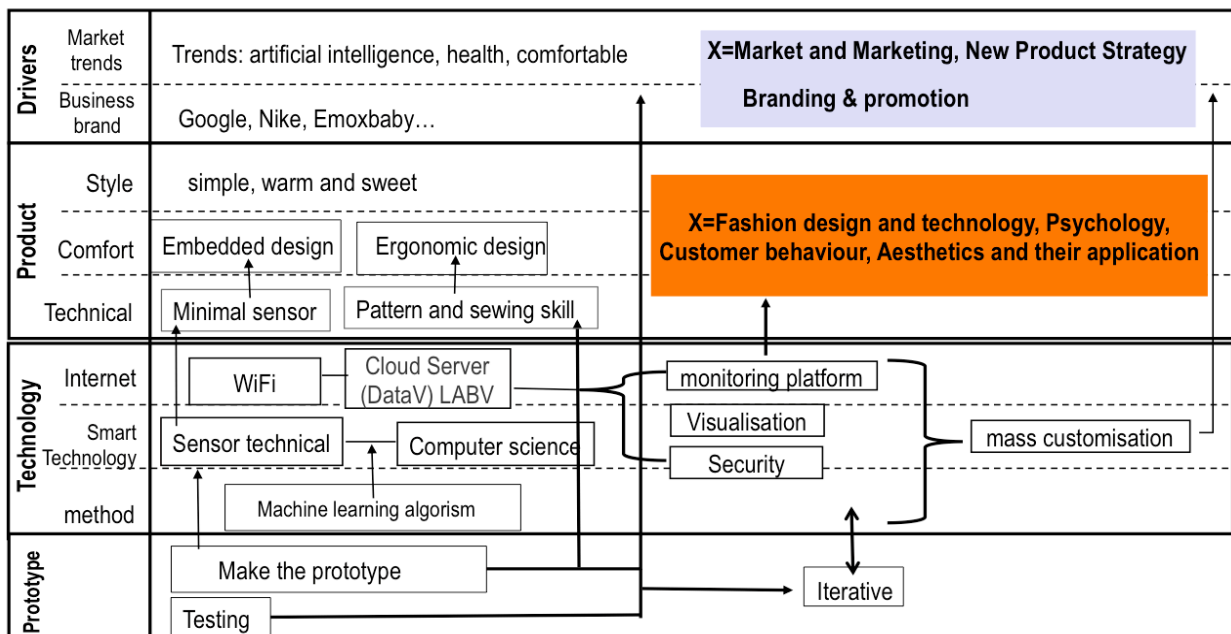 Drivers
Market
trends
Trends: artificial intelligence, health, comfortable
X=Market and Marketing, New Product Strategy
Branding & promotion
Business
brand
Google, Nike, Emoxbaby…
Product
Style
simple, warm and sweet
X=Fashion design and technology, Psychology,
Customer behaviour, Aesthetics and their application
Comfort
Embedded design
Ergonomic design
Technical
Minimal sensor
Pattern and sewing skill
Technology
Internet
WiFi
Cloud Server
(DataV) LABV
monitoring platform
Visualisation
Smart
Technology
Sensor technical
Computer science
Security
mass customisation
method
Machine learning algorism
Prototype
Make the prototype
Iterative
Testing